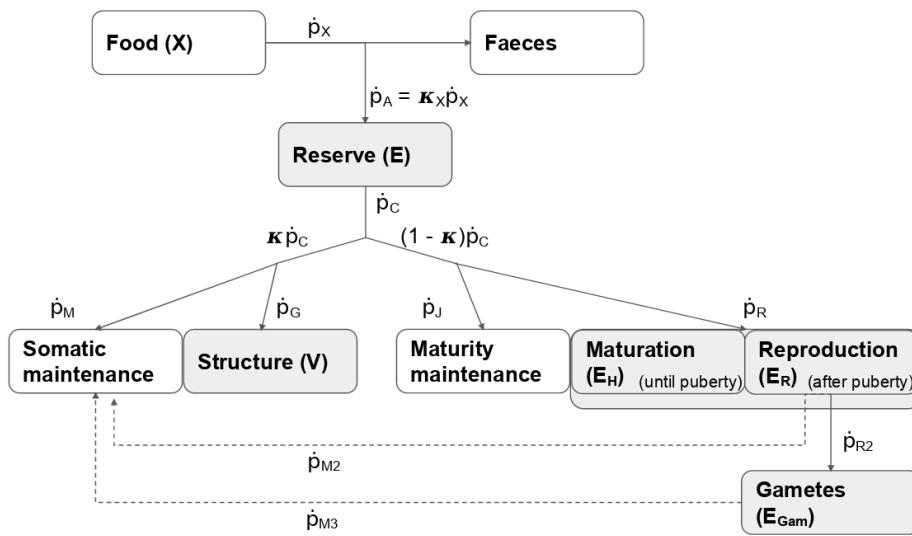 Food (X)
ṗX
Faeces
ṗA = κXṗX
Reserve (E)
ṗC
κṗC
(1 - κ)ṗC
ṗM
ṗG
ṗJ
ṗR
Somatic
maintenance
Structure (V)
Maturity
maintenance
Maturation
(EH) (until puberty)
Reproduction
(ER) (after puberty)
ṗM2
ṗR2
Gametes
(EGam)
ṗM3